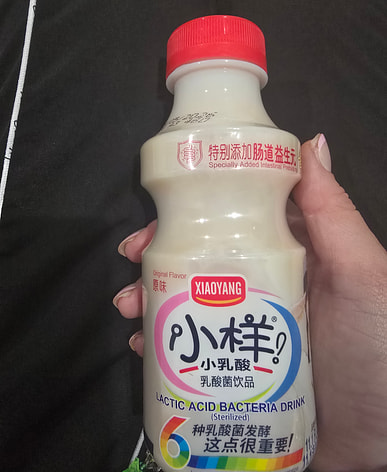 特别添加肠道益生元
Specially Added Intestinal
Original Flavor
原味
XIAOYANG
小样®
小乳酸
乳酸菌饮品
LACTIC ACID BACTERIA DRINK
(Sterilized)
6
种乳酸菌发酵
这点很重要!